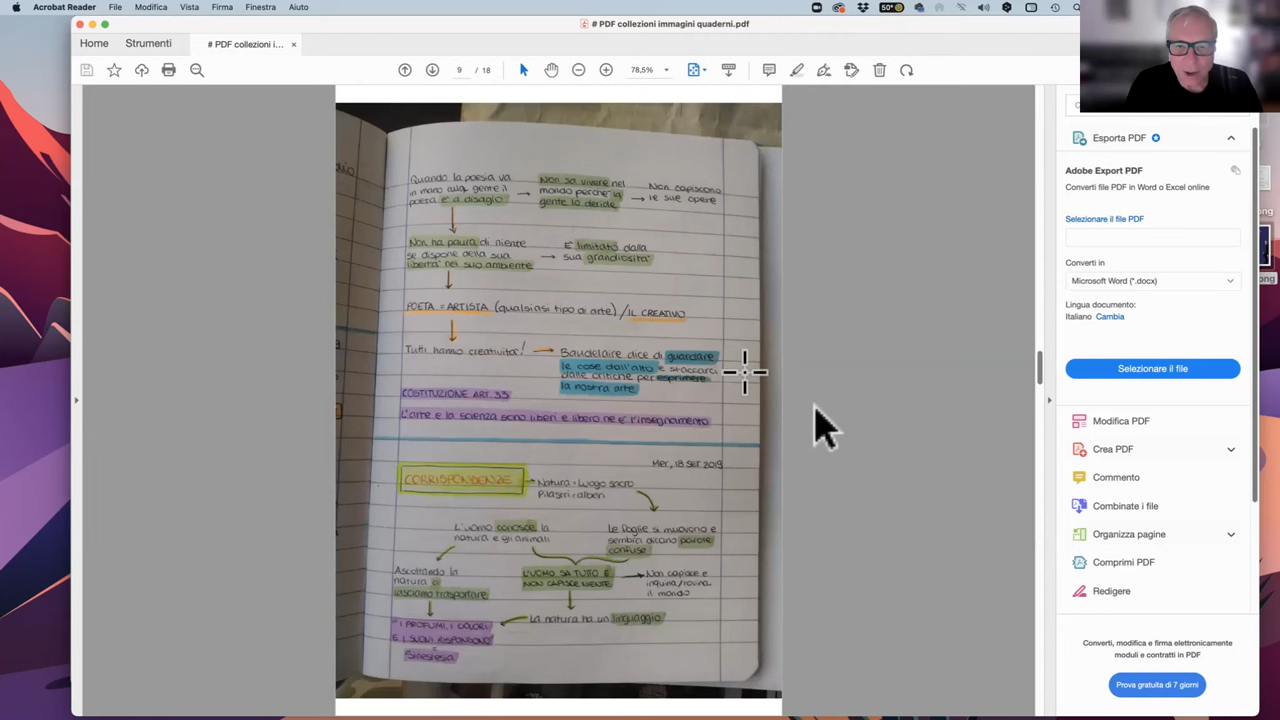 Acrobat Reader File Modifica Vista Firma Finestra Aiuto 50°
# PDF collezioni immagini quaderni.pdf
Home Strumenti # PDF collezioni i... ×
9 / 18 78,5%
Quando la poesia va
in mano alla gente il
poeta è a disagio
Non sa vivere nel
mondo perché la
gente lo deride
Non capiscono
le sue opere
Non ha paura di niente
se dispone della sua
libertà nel suo ambiente
È limitato dalla
sua grandiosità
POETA = ARTISTA (qualsiasi tipo di arte) / IL CREATIVO
Tutti hanno creatività!
Baudelaire dice di guardare
le cose dall'alto e staccarci
dalle critiche per esprimere
la nostra arte
COSTITUZIONE ART 33
L'arte e la scienza sono liberi e libero ne è l'insegnamento
Mer, 18 SET 2019
CORRISPONDENZE
Natura = Luogo sacro
Pilastri = alberi
L'uomo conosce la
natura e gli animali
Le foglie si muovono e
sembra dicano parole
confuse
Ascoltando la
natura ci
lasciamo trasportare
L'UOMO SA TUTTO E
NON CAPISCE NIENTE
Non capisce e
inquina/rovina
il mondo
La natura ha un linguaggio
"I PROFUMI, I COLORI
E I SUONI RISPONDONO"
Sinestesia
Esporta PDF
Adobe Export PDF
Converti file PDF in Word o Excel online
Selezionare il file PDF
Converti in
Microsoft Word (*.docx)
Lingua documento:
Italiano Cambia
Selezionare il file
Modifica PDF
Crea PDF
Commento
Combinate i file
Organizza pagine
Comprimi PDF
Redigere
Converti, modifica e firma elettronicamente
moduli e contratti in PDF
Prova gratuita di 7 giorni